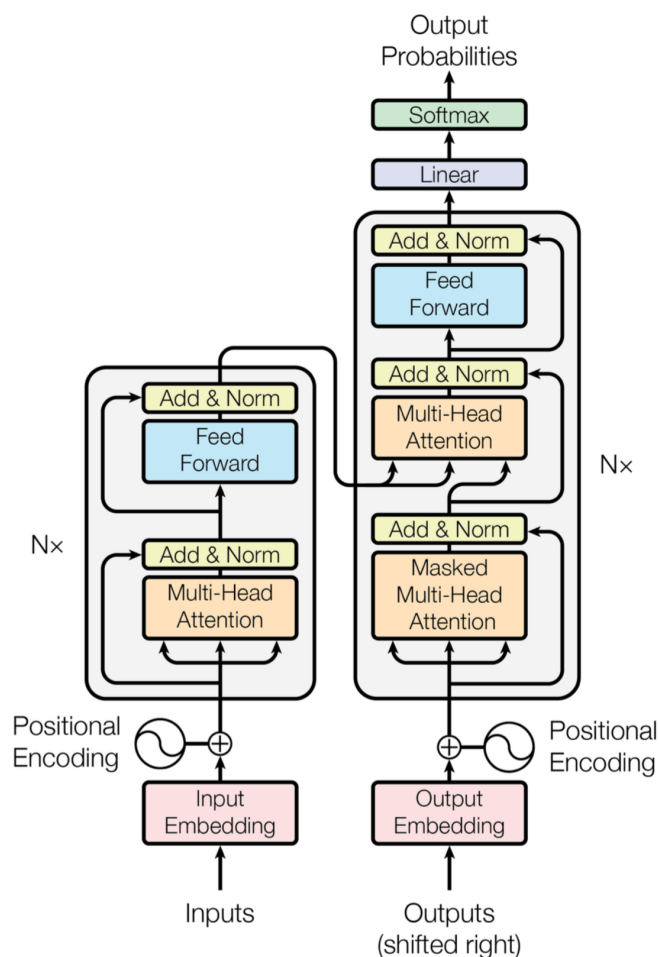 Output
Probabilities
Softmax
Linear
Add & Norm
Feed
Forward
Add & Norm
Multi-Head
Attention
Add & Norm
Masked
Multi-Head
Attention
Nx
Add & Norm
Feed
Forward
Add & Norm
Multi-Head
Attention
Nx
Positional
Encoding
Input
Embedding
Inputs
Positional
Encoding
Output
Embedding
Outputs
(shifted right)